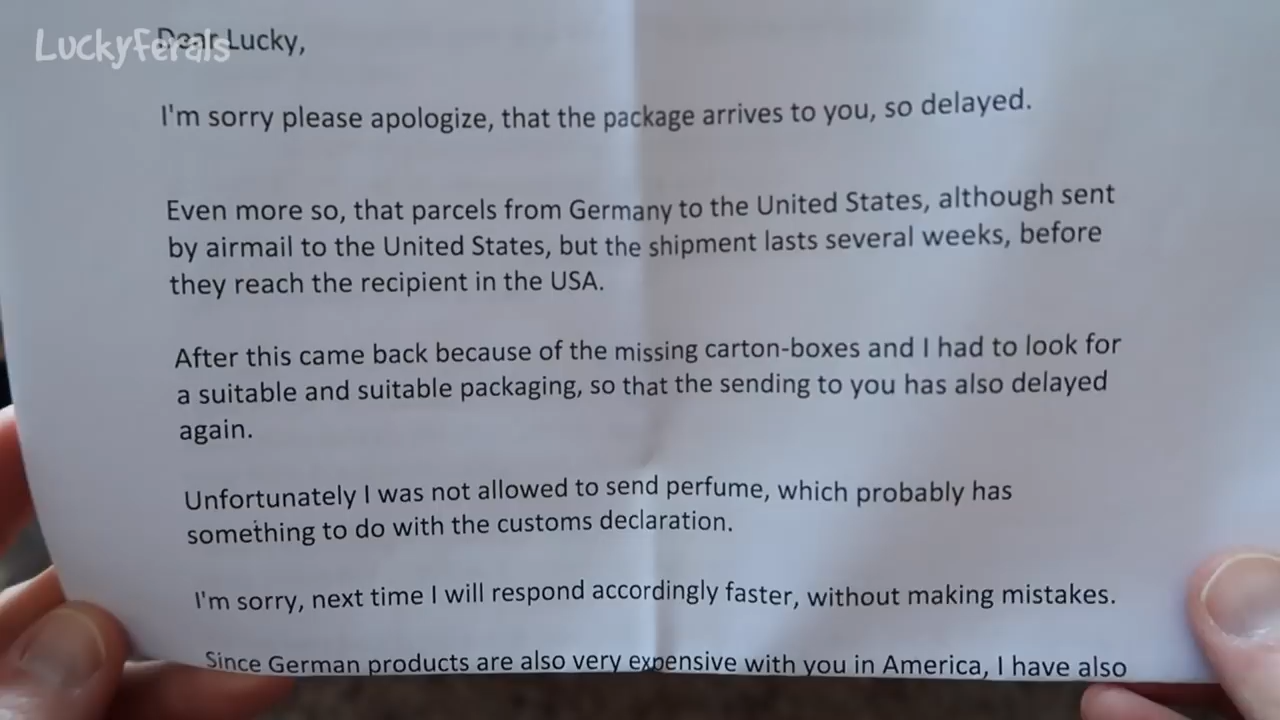 LuckyFerals
Dear Lucky,
I'm sorry please apologize, that the package arrives to you, so delayed.
Even more so, that parcels from Germany to the United States, although sent
by airmail to the United States, but the shipment lasts several weeks, before
they reach the recipient in the USA.
After this came back because of the missing carton-boxes and I had to look for
a suitable and suitable packaging, so that the sending to you has also delayed
again.
Unfortunately I was not allowed to send perfume, which probably has
something to do with the customs declaration.
I'm sorry, next time I will respond accordingly faster, without making mistakes.
Since German products are also very expensive with you in America, I have also